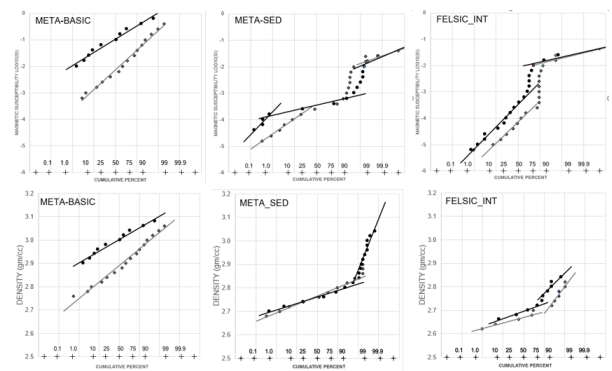 META-BASIC
META-SED
FELSIC_INT
0
-1
-2
-3
-4
-5
-6
MAGNETIC SUSCEPTIBILITY LOG10(SI)
0.1 1.0 10 25 50 75 90 99 99.9
CUMULATIVE PERCENT
0
-1
-2
-3
-4
-5
-6
MAGNETIC SUSCEPTIBILITY LOG10(SI)
0.1 1.0 10 25 50 75 90 99 99.9
CUMULATIVE PERCENT
0
-1
-2
-3
-4
-5
-6
MAGNETIC SUSCEPTIBILITY LOG10(SI)
0.1 1.0 10 25 50 75 90 99 99.9
CUMULATIVE PERCENT
META-BASIC
META_SED
FELSIC_INT
3.2
3.1
3.0
2.9
2.8
2.7
2.6
2.5
DENSITY (gm/cc)
0.1 1.0 10 25 50 75 90 99 99.9
CUMULATIVE PERCENT
3.2
3.1
3.0
2.9
2.8
2.7
2.6
2.5
DENSITY (gm/cc)
0.1 1.0 10 25 50 75 90 99 99.9
CUMULATIVE PERCENT
3.2
3.1
3.0
2.9
2.8
2.7
2.6
2.5
DENSITY (gm/cc)
0.1 1.0 10 25 50 75 90 99 99.9
CUMULATIVE PERCENT